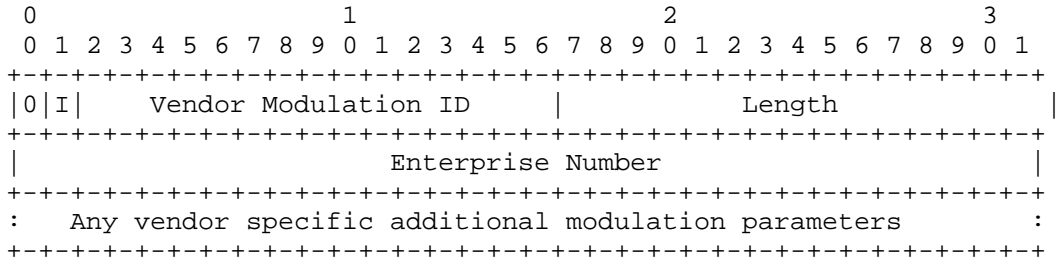 0                   1                   2                   3
 0 1 2 3 4 5 6 7 8 9 0 1 2 3 4 5 6 7 8 9 0 1 2 3 4 5 6 7 8 9 0 1
+-+-+-+-+-+-+-+-+-+-+-+-+-+-+-+-+-+-+-+-+-+-+-+-+-+-+-+-+-+-+-+-+
|0|I|    Vendor Modulation ID     |           Length             |
+-+-+-+-+-+-+-+-+-+-+-+-+-+-+-+-+-+-+-+-+-+-+-+-+-+-+-+-+-+-+-+-+
|                       Enterprise Number                       |
+-+-+-+-+-+-+-+-+-+-+-+-+-+-+-+-+-+-+-+-+-+-+-+-+-+-+-+-+-+-+-+-+
:   Any vendor specific additional modulation parameters        :
+-+-+-+-+-+-+-+-+-+-+-+-+-+-+-+-+-+-+-+-+-+-+-+-+-+-+-+-+-+-+-+-+